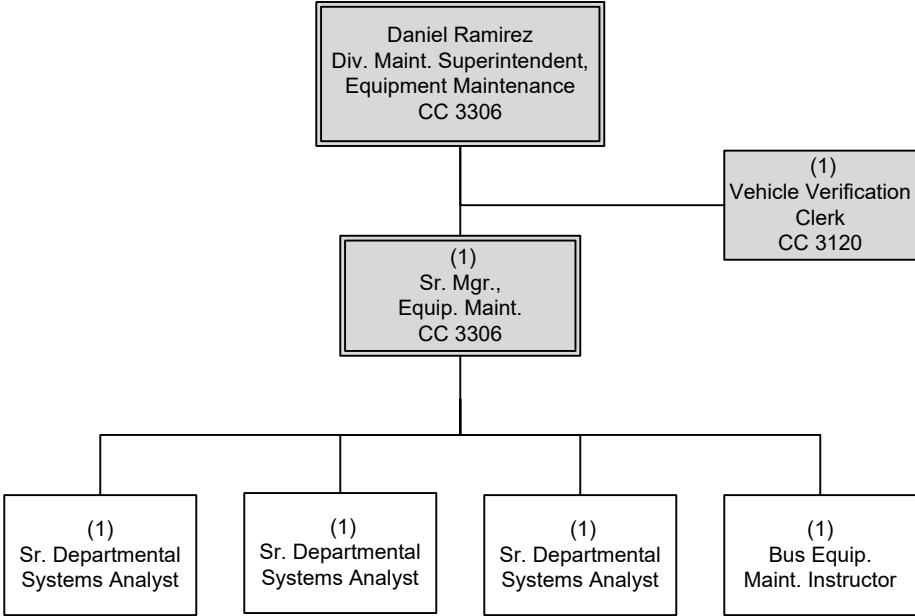 Daniel Ramirez
Div. Maint. Superintendent,
Equipment Maintenance
CC 3306
(1)
Vehicle Verification
Clerk
CC 3120
(1)
Sr. Mgr.,
Equip. Maint.
CC 3306
(1)
Sr. Departmental
Systems Analyst
(1)
Sr. Departmental
Systems Analyst
(1)
Sr. Departmental
Systems Analyst
(1)
Bus Equip.
Maint. Instructor